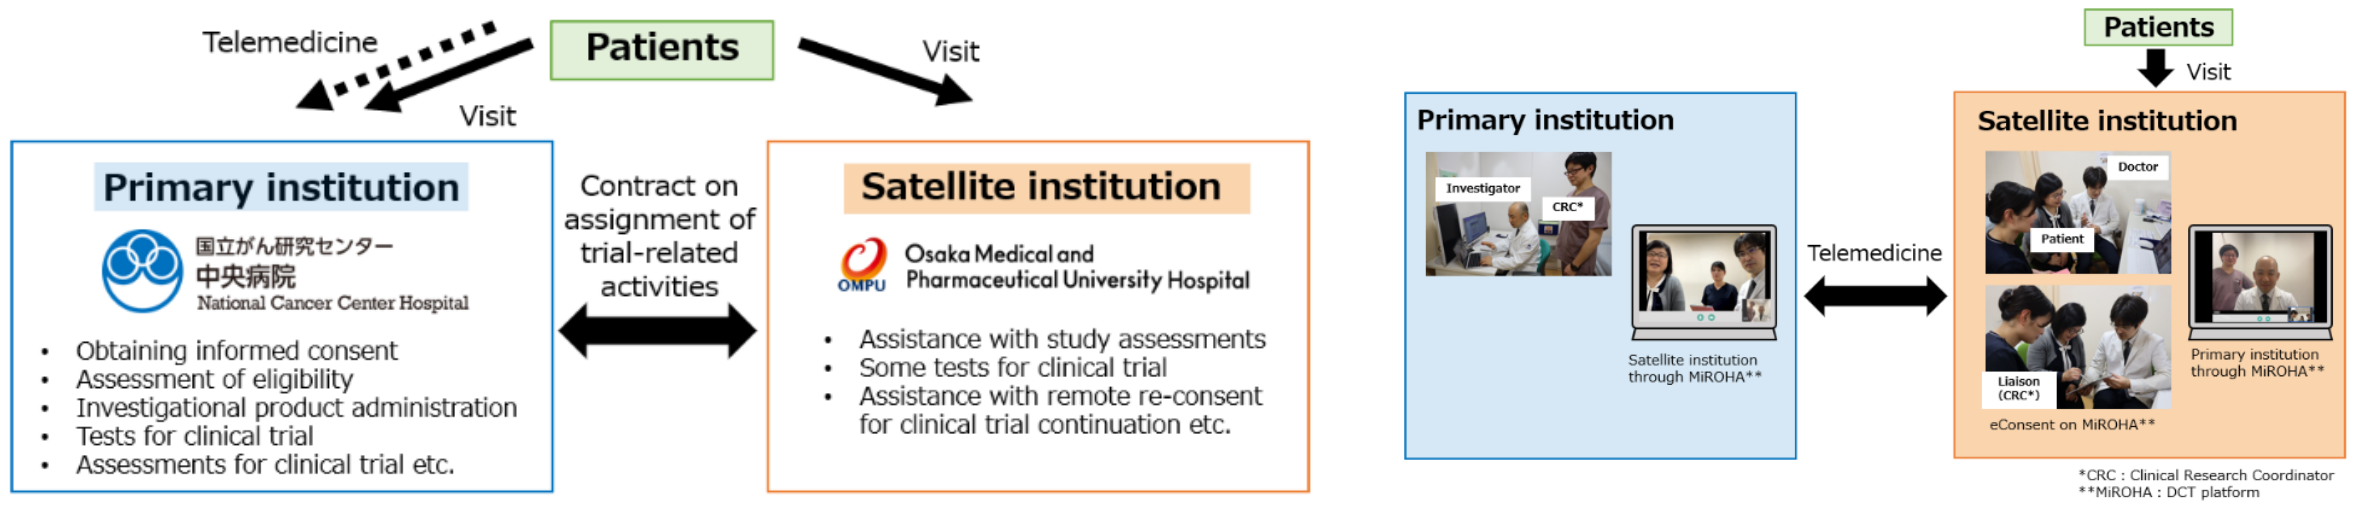 Telemedicine
Patients
Visit
Visit
Primary institution
国立がん研究センター
中央病院
National Cancer Center Hospital
• Obtaining informed consent
• Assessment of eligibility
• Investigational product administration
• Tests for clinical trial
• Assessments for clinical trial etc.
Contract on
assignment of
trial-related
activities
Satellite institution
OMPU
Osaka Medical and
Pharmaceutical University Hospital
• Assistance with study assessments
• Some tests for clinical trial
• Assistance with remote re-consent
for clinical trial continuation etc.
Patients
Visit
Primary institution
Investigator
CRC*
Satellite institution
through MiROHA**
Telemedicine
Satellite institution
Doctor
Patient
Liaison
(CRC*)
eConsent on MiROHA**
Primary institution
through MiROHA**
*CRC : Clinical Research Coordinator
**MiROHA : DCT platform